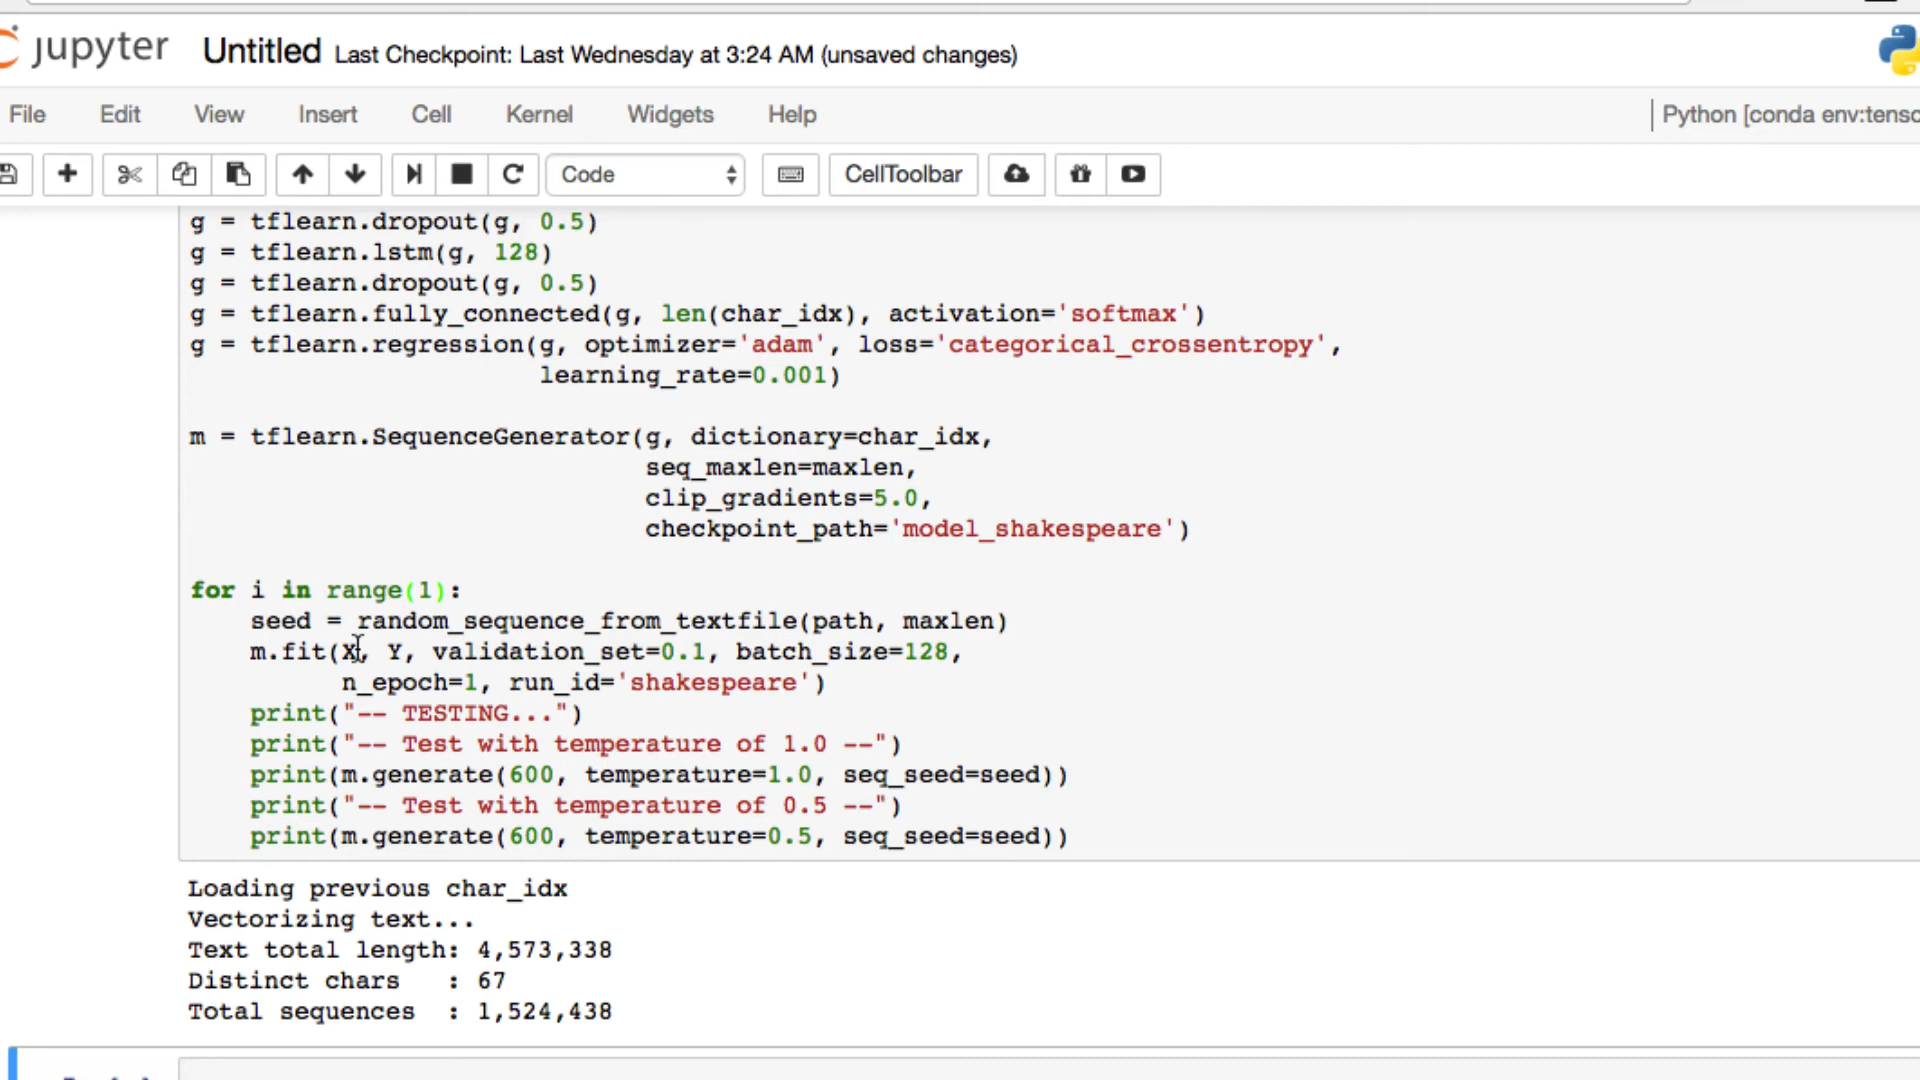 jupyter Untitled Last Checkpoint: Last Wednesday at 3:24 AM (unsaved changes)
File Edit View Insert Cell Kernel Widgets Help Python [conda env:tenso
Code CellToolbar
g = tflearn.dropout(g, 0.5)
g = tflearn.lstm(g, 128)
g = tflearn.dropout(g, 0.5)
g = tflearn.fully_connected(g, len(char_idx), activation='softmax')
g = tflearn.regression(g, optimizer='adam', loss='categorical_crossentropy',
learning_rate=0.001)
m = tflearn.SequenceGenerator(g, dictionary=char_idx,
seq_maxlen=maxlen,
clip_gradients=5.0,
checkpoint_path='model_shakespeare')
for i in range(1):
seed = random_sequence_from_textfile(path, maxlen)
m.fit(X, Y, validation_set=0.1, batch_size=128,
n_epoch=1, run_id='shakespeare')
print("-- TESTING...")
print("-- Test with temperature of 1.0 --")
print(m.generate(600, temperature=1.0, seq_seed=seed))
print("-- Test with temperature of 0.5 --")
print(m.generate(600, temperature=0.5, seq_seed=seed))
Loading previous char_idx
Vectorizing text...
Text total length: 4,573,338
Distinct chars   : 67
Total sequences  : 1,524,438